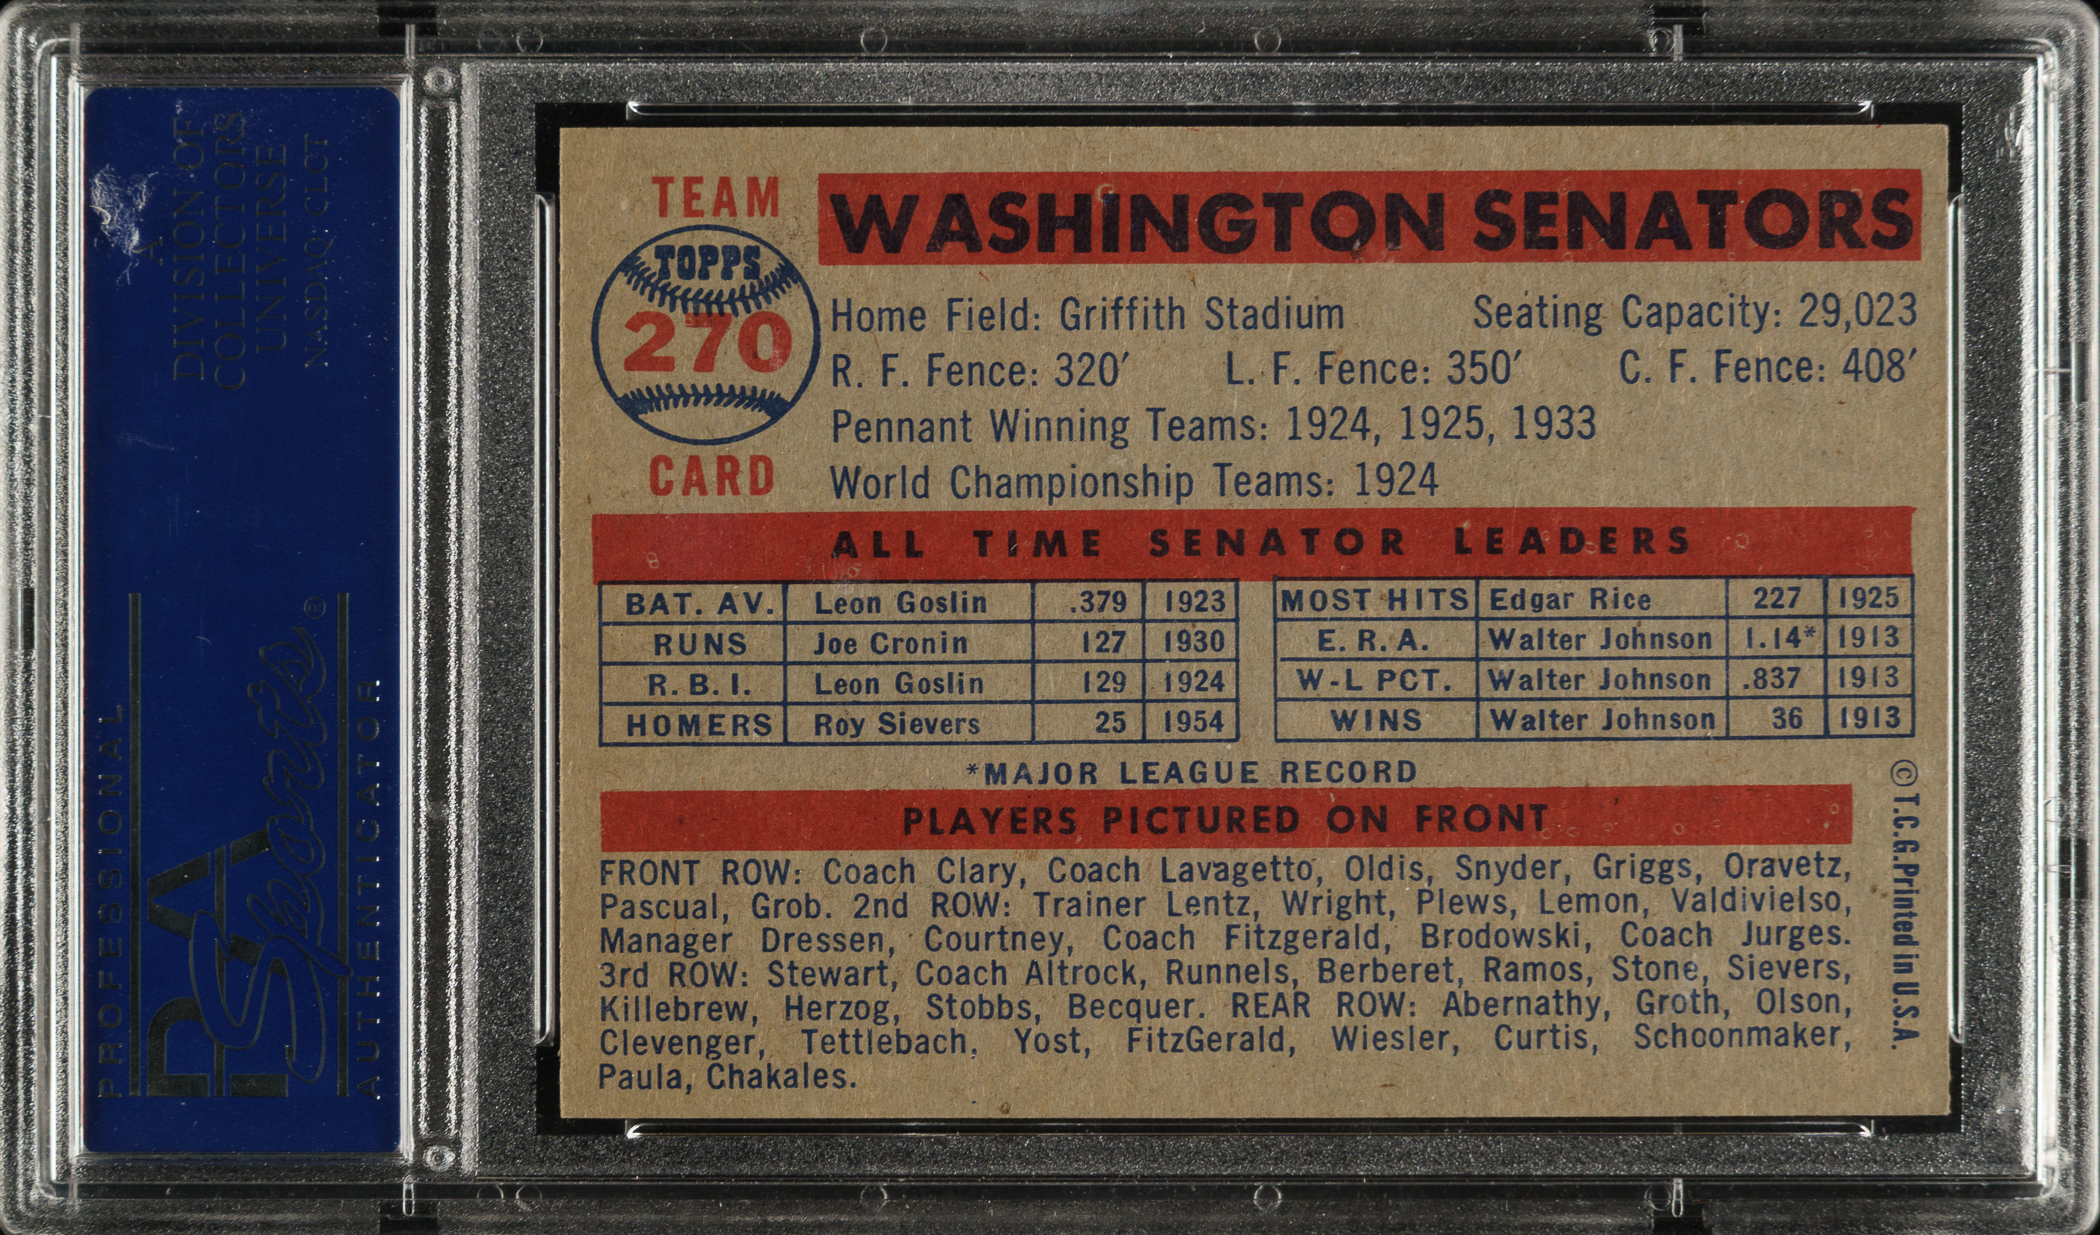 A
DIVISION OF
COLLECTORS
UNIVERSE
NASDAQ: CLCT
PROFESSIONAL
PSA
Sports®
AUTHENTICATOR
TEAM
TOPPS
270
CARD
WASHINGTON SENATORS
Home Field: Griffith Stadium Seating Capacity: 29,023
R. F. Fence: 320′ L. F. Fence: 350′ C. F. Fence: 408′
Pennant Winning Teams: 1924, 1925, 1933
World Championship Teams: 1924
ALL TIME SENATOR LEADERS
BAT. AV. Leon Goslin .379 1923 MOST HITS Edgar Rice 227 1925
RUNS Joe Cronin 127 1930 E. R. A. Walter Johnson 1.14* 1913
R. B. I. Leon Goslin 129 1924 W-L PCT. Walter Johnson .837 1913
HOMERS Roy Sievers 25 1954 WINS Walter Johnson 36 1913
*MAJOR LEAGUE RECORD
PLAYERS PICTURED ON FRONT
FRONT ROW: Coach Clary, Coach Lavagetto, Oldis, Snyder, Griggs, Oravetz,
Pascual, Grob. 2nd ROW: Trainer Lentz, Wright, Plews, Lemon, Valdivielso,
Manager Dressen, Courtney, Coach Fitzgerald, Brodowski, Coach Jurges.
3rd ROW: Stewart, Coach Altrock, Runnels, Berberet, Ramos, Stone, Sievers,
Killebrew, Herzog, Stobbs, Becquer. REAR ROW: Abernathy, Groth, Olson,
Clevenger, Tettlebach, Yost, FitzGerald, Wiesler, Curtis, Schoonmaker,
Paula, Chakales.
© T.C.G. Printed in U.S.A.